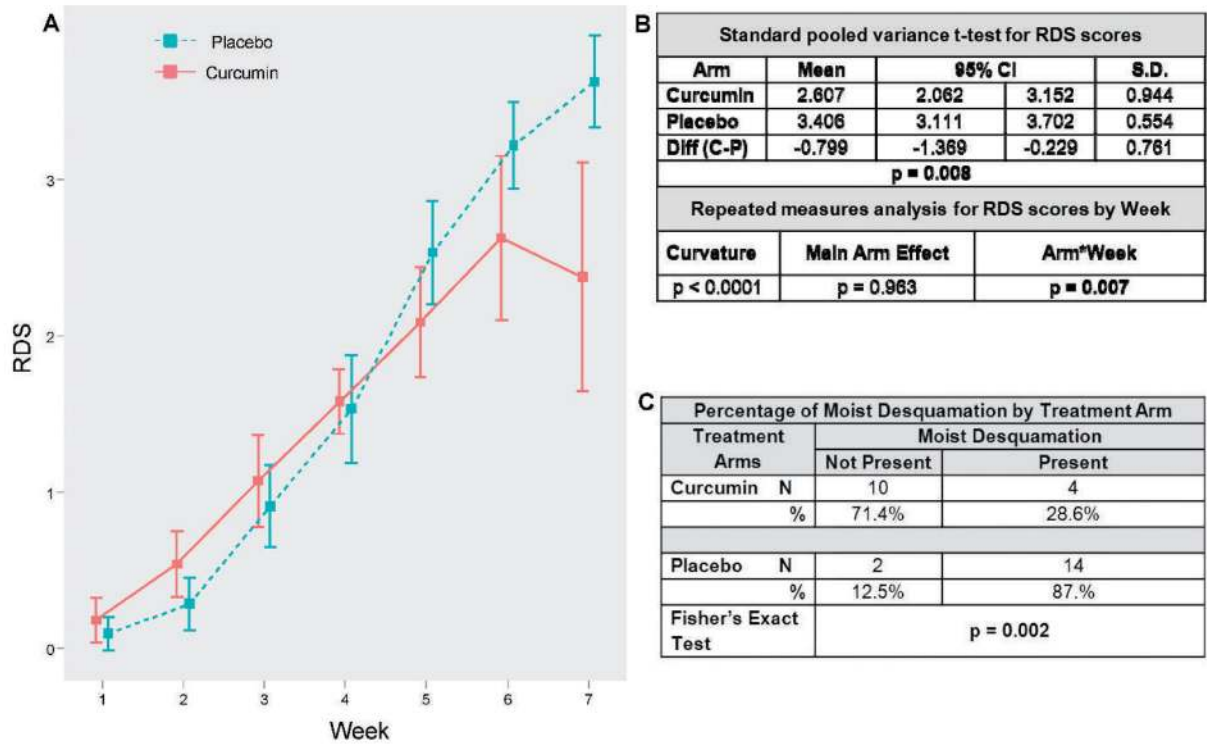 A
Placebo
Curcumin
3
2
1
0
RDS
1 2 3 4 5 6 7
Week
B
Standard pooled variance t-test for RDS scores
Arm Mean 95% CI S.D.
Curcumin 2.607 2.062 3.152 0.944
Placebo 3.406 3.111 3.702 0.554
Diff (C-P) -0.799 -1.369 -0.229 0.761
p = 0.008
Repeated measures analysis for RDS scores by Week
Curvature Main Arm Effect Arm*Week
p < 0.0001 p = 0.963 p = 0.007
C
Percentage of Moist Desquamation by Treatment Arm
Treatment Moist Desquamation
Arms Not Present Present
Curcumin N 10 4
% 71.4% 28.6%
Placebo N 2 14
% 12.5% 87.%
Fisher's Exact
Test p = 0.002